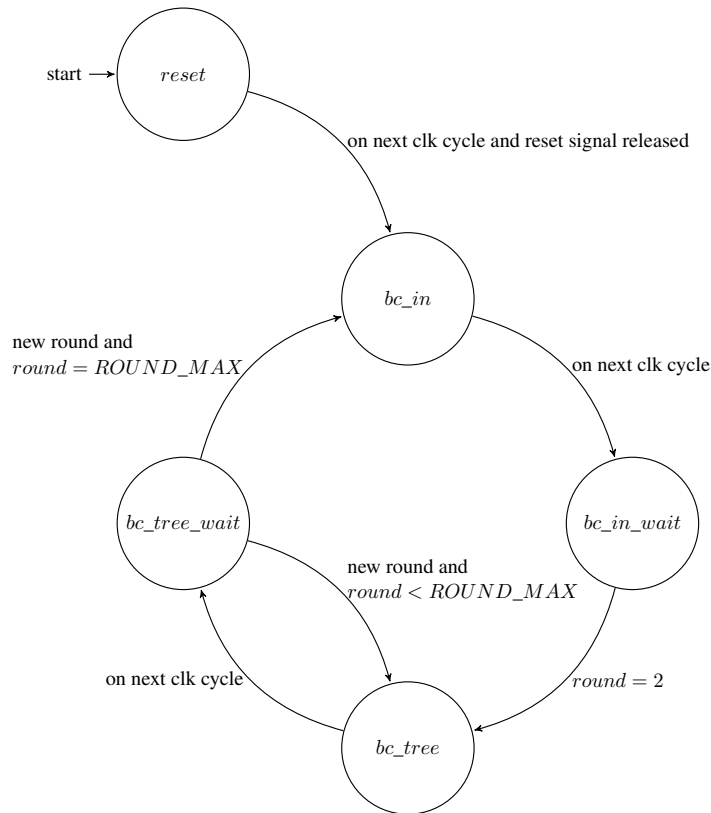 start
reset
on next clk cycle and reset signal released
bc_in
new round and
round = ROUND_MAX
on next clk cycle
bc_tree_wait
bc_in_wait
new round and
round < ROUND_MAX
on next clk cycle
round = 2
bc_tree